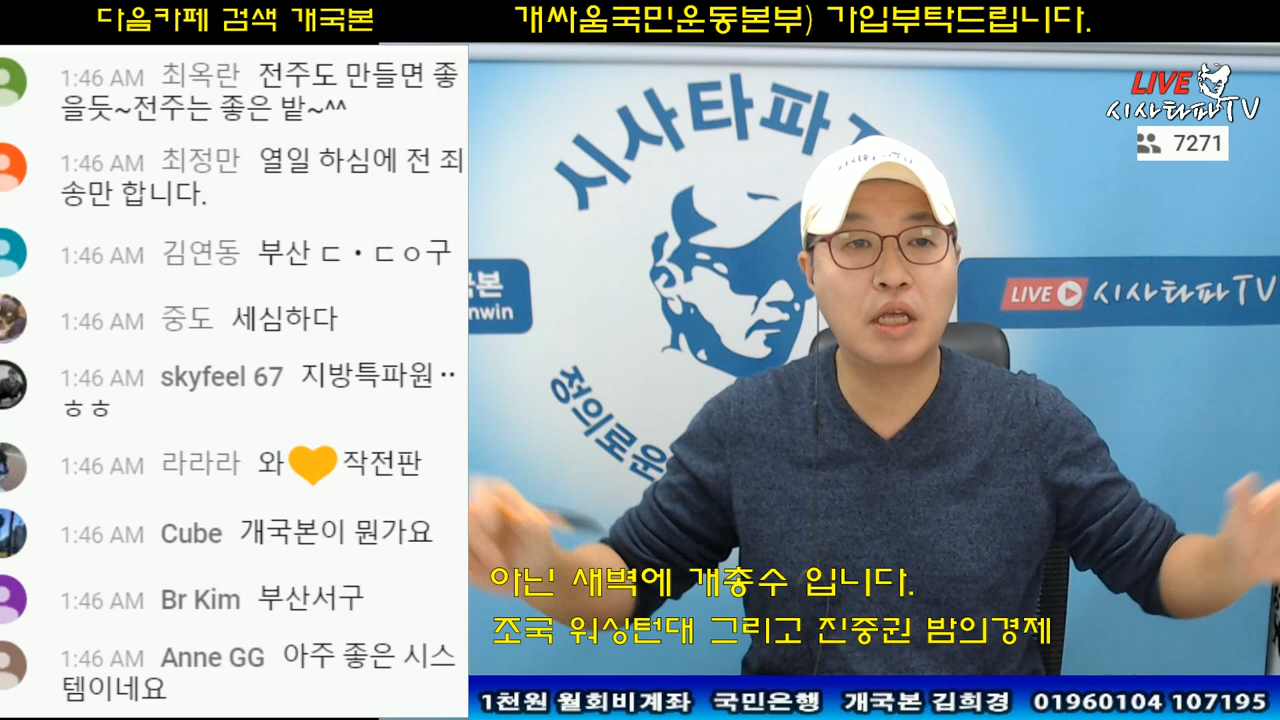 다음카페 검색 개국본
개싸움국민운동본부) 가입부탁드립니다.
1:46 AM 최옥란 전주도 만들면 좋
을듯~전주는 좋은 밭~^^
1:46 AM 최정만 열일 하심에 전 죄
송만 합니다.
1:46 AM 김연동 부산 ㄷ·ㄷㅇ구
1:46 AM 중도 세심하다
1:46 AM skyfeel 67 지방특파원··
ㅎㅎ
1:46 AM 라라라 와💛작전판
1:46 AM Cube 개국본이 뭔가요
1:46 AM Br Kim 부산서구
1:46 AM Anne GG 아주 좋은 시스
템이네요
LIVE
시사타파TV
7271
시사타파
국본
nwin
LIVE 시사타파TV
정의로운
아닌 새벽에 개총수 입니다.
조국 워싱턴대 그리고 진중권 밤의경제
1천원 월회비계좌 국민은행 개국본 김희경 01960104 107195